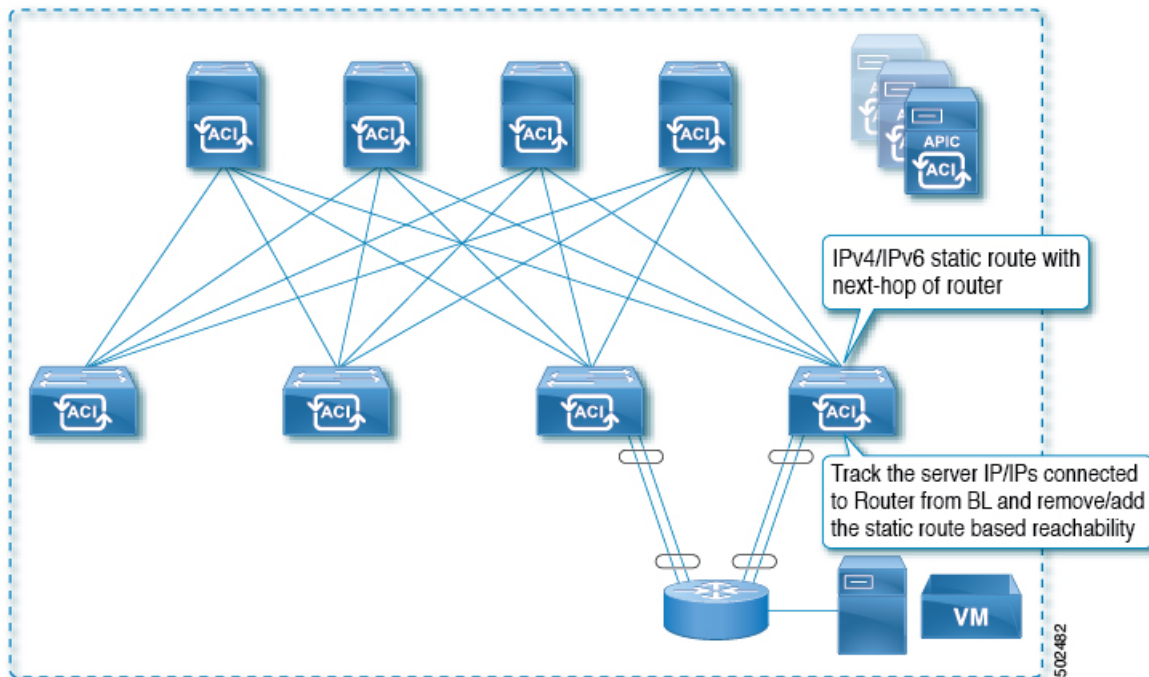 ACI
ACI
ACI
ACI
APIC
ACI
IPv4/IPv6 static route with
next-hop of router
ACI
ACI
ACI
ACI
Track the server IP/IPs connected
to Router from BL and remove/add
the static route based reachability
VM
502482